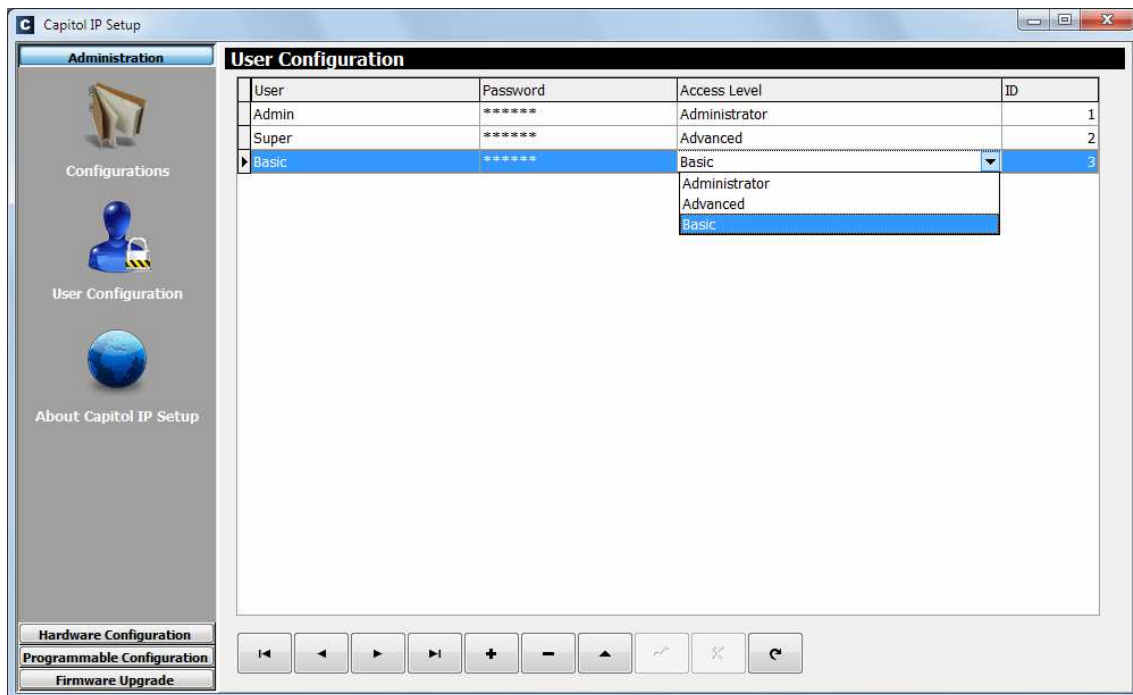 Capitol IP Setup
Administration
Configurations
User Configuration
About Capitol IP Setup
Hardware Configuration
Programmable Configuration
Firmware Upgrade
User Configuration
User Password Access Level ID
Admin ****** Administrator 1
Super ****** Advanced 2
Basic ****** Basic 3
Administrator
Advanced
Basic